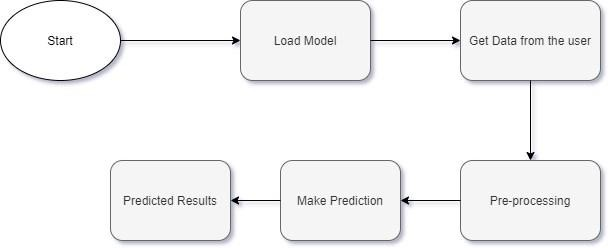 Start
Load Model
Get Data from the user
Pre-processing
Make Prediction
Predicted Results